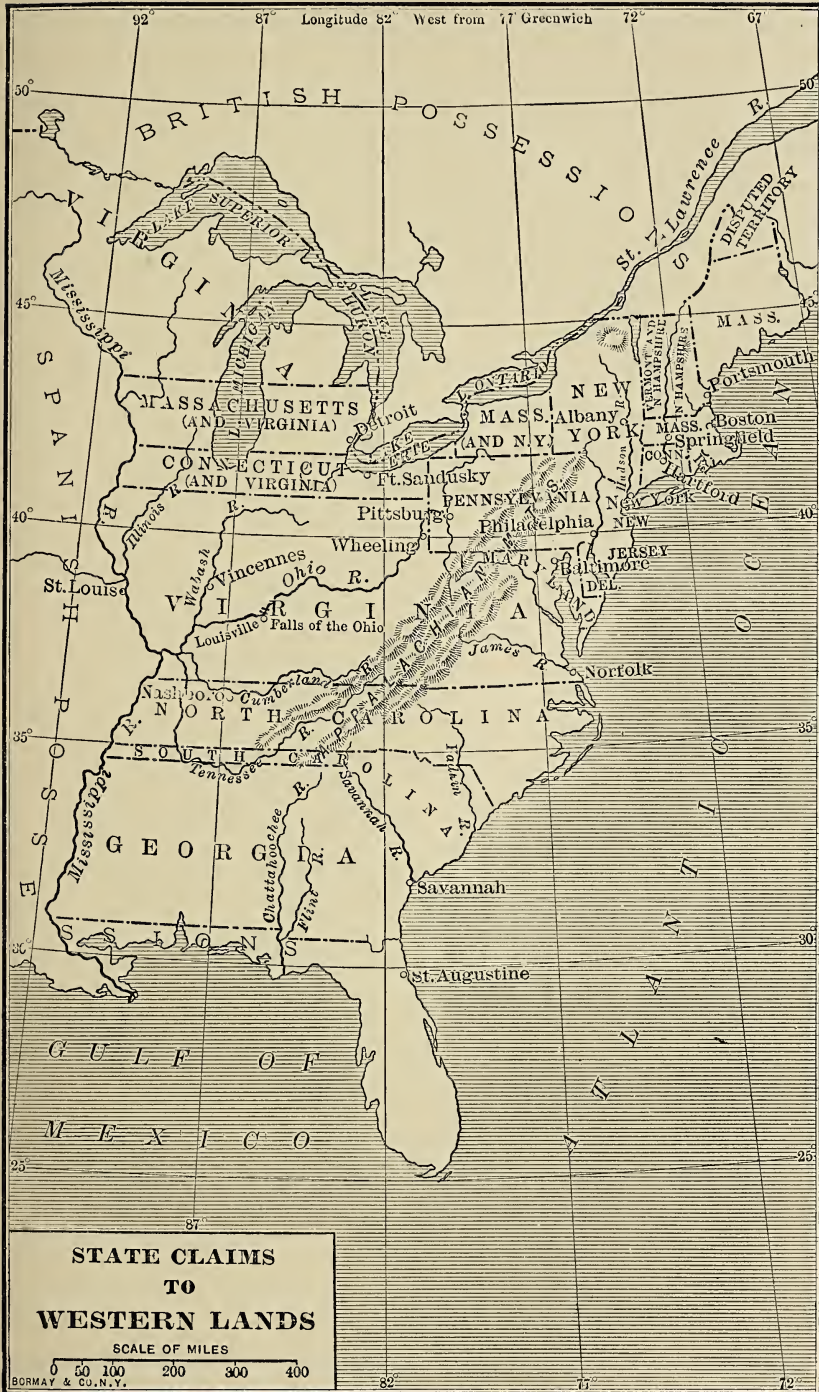 92° 87° Longitude 82° West from 77° Greenwich 72° 67°
50° 50°
BRITISH POSSESSIONS
St. Lawrence R.
DISPUTED TERRITORY
VIRGINIA
LAKE SUPERIOR
Mississippi R.
45° 45°
L. MICHIGAN
LAKE HURON
L. ONTARIO
VERMONT AND N HAMPSHIRE
N HAMPSHIRE
MASS.
Portsmouth
MASSACHUSETTS
(AND VIRGINIA)
Detroit
LAKE ERIE
MASS.
(AND N.Y.)
NEW
YORK
Albany
Hudson R.
MASS.
Boston
Springfield
CONN.
R.I.
Hartford
CONNECTICUT
(AND VIRGINIA)
Ft. Sandusky
PENNSYLVANIA
New York
40° 40°
Illinois R.
Pittsburg
Philadelphia
NEW
JERSEY
Wabash R.
Wheeling
MARYLAND
Baltimore
DEL.
St. Louis
Vincennes
Ohio R.
VIRGINIA
Louisville
Falls of the Ohio
APPALACHIAN MTS.
James R.
Norfolk
Nashboro
Cumberland R.
NORTH CAROLINA
35° 35°
SOUTH CAROLINA
Tennessee R.
Yadkin R.
Savannah R.
Mississippi R.
GEORGIA
Chattahoochee R.
Flint R.
Savannah
SPANISH POSSESSIONS
30° 30°
St. Augustine
GULF OF
MEXICO
ATLANTIC OCEAN
25° 25°
87°
STATE CLAIMS
TO
WESTERN LANDS
SCALE OF MILES
0 50 100 200 300 400
BORMAY & CO., N.Y.
82° 77° 72°